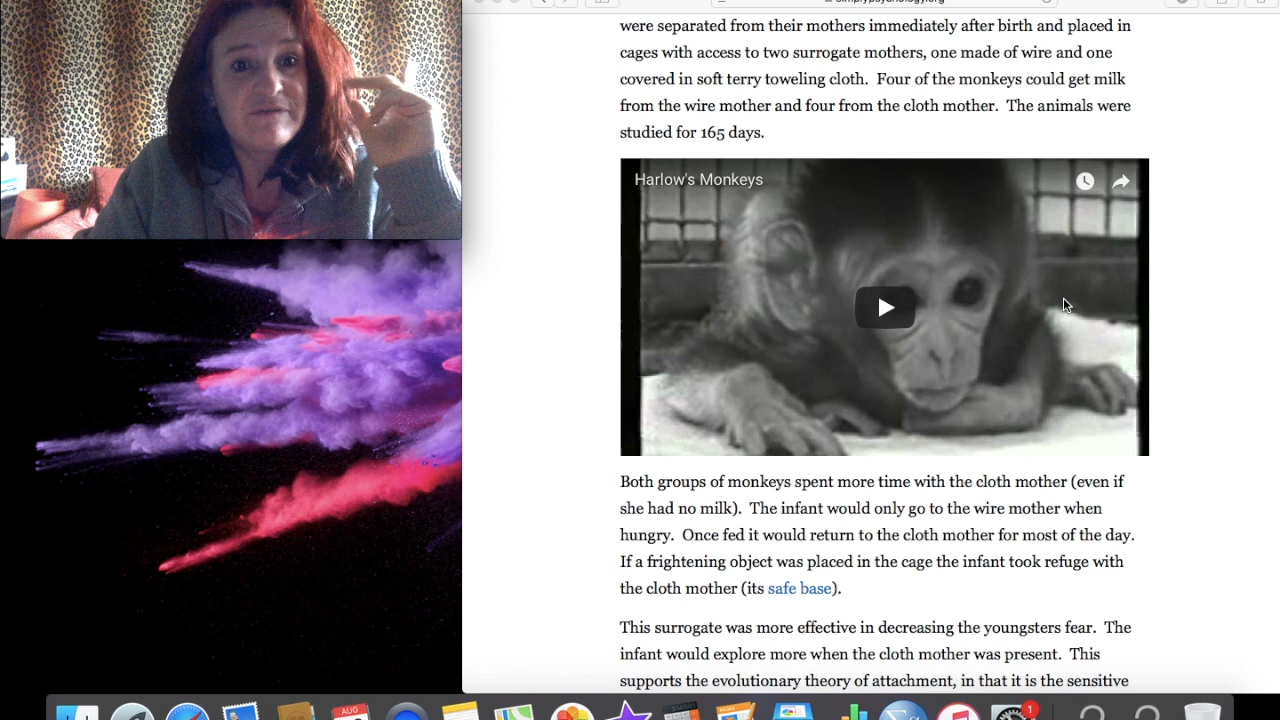 simplypsychology.org
were separated from their mothers immediately after birth and placed in
cages with access to two surrogate mothers, one made of wire and one
covered in soft terry toweling cloth.  Four of the monkeys could get milk
from the wire mother and four from the cloth mother.  The animals were
studied for 165 days.
Harlow's Monkeys
Both groups of monkeys spent more time with the cloth mother (even if
she had no milk).  The infant would only go to the wire mother when
hungry.  Once fed it would return to the cloth mother for most of the day.
If a frightening object was placed in the cage the infant took refuge with
the cloth mother (its safe base).
This surrogate was more effective in decreasing the youngsters fear.  The
infant would explore more when the cloth mother was present.  This
supports the evolutionary theory of attachment, in that it is the sensitive
AUG
1